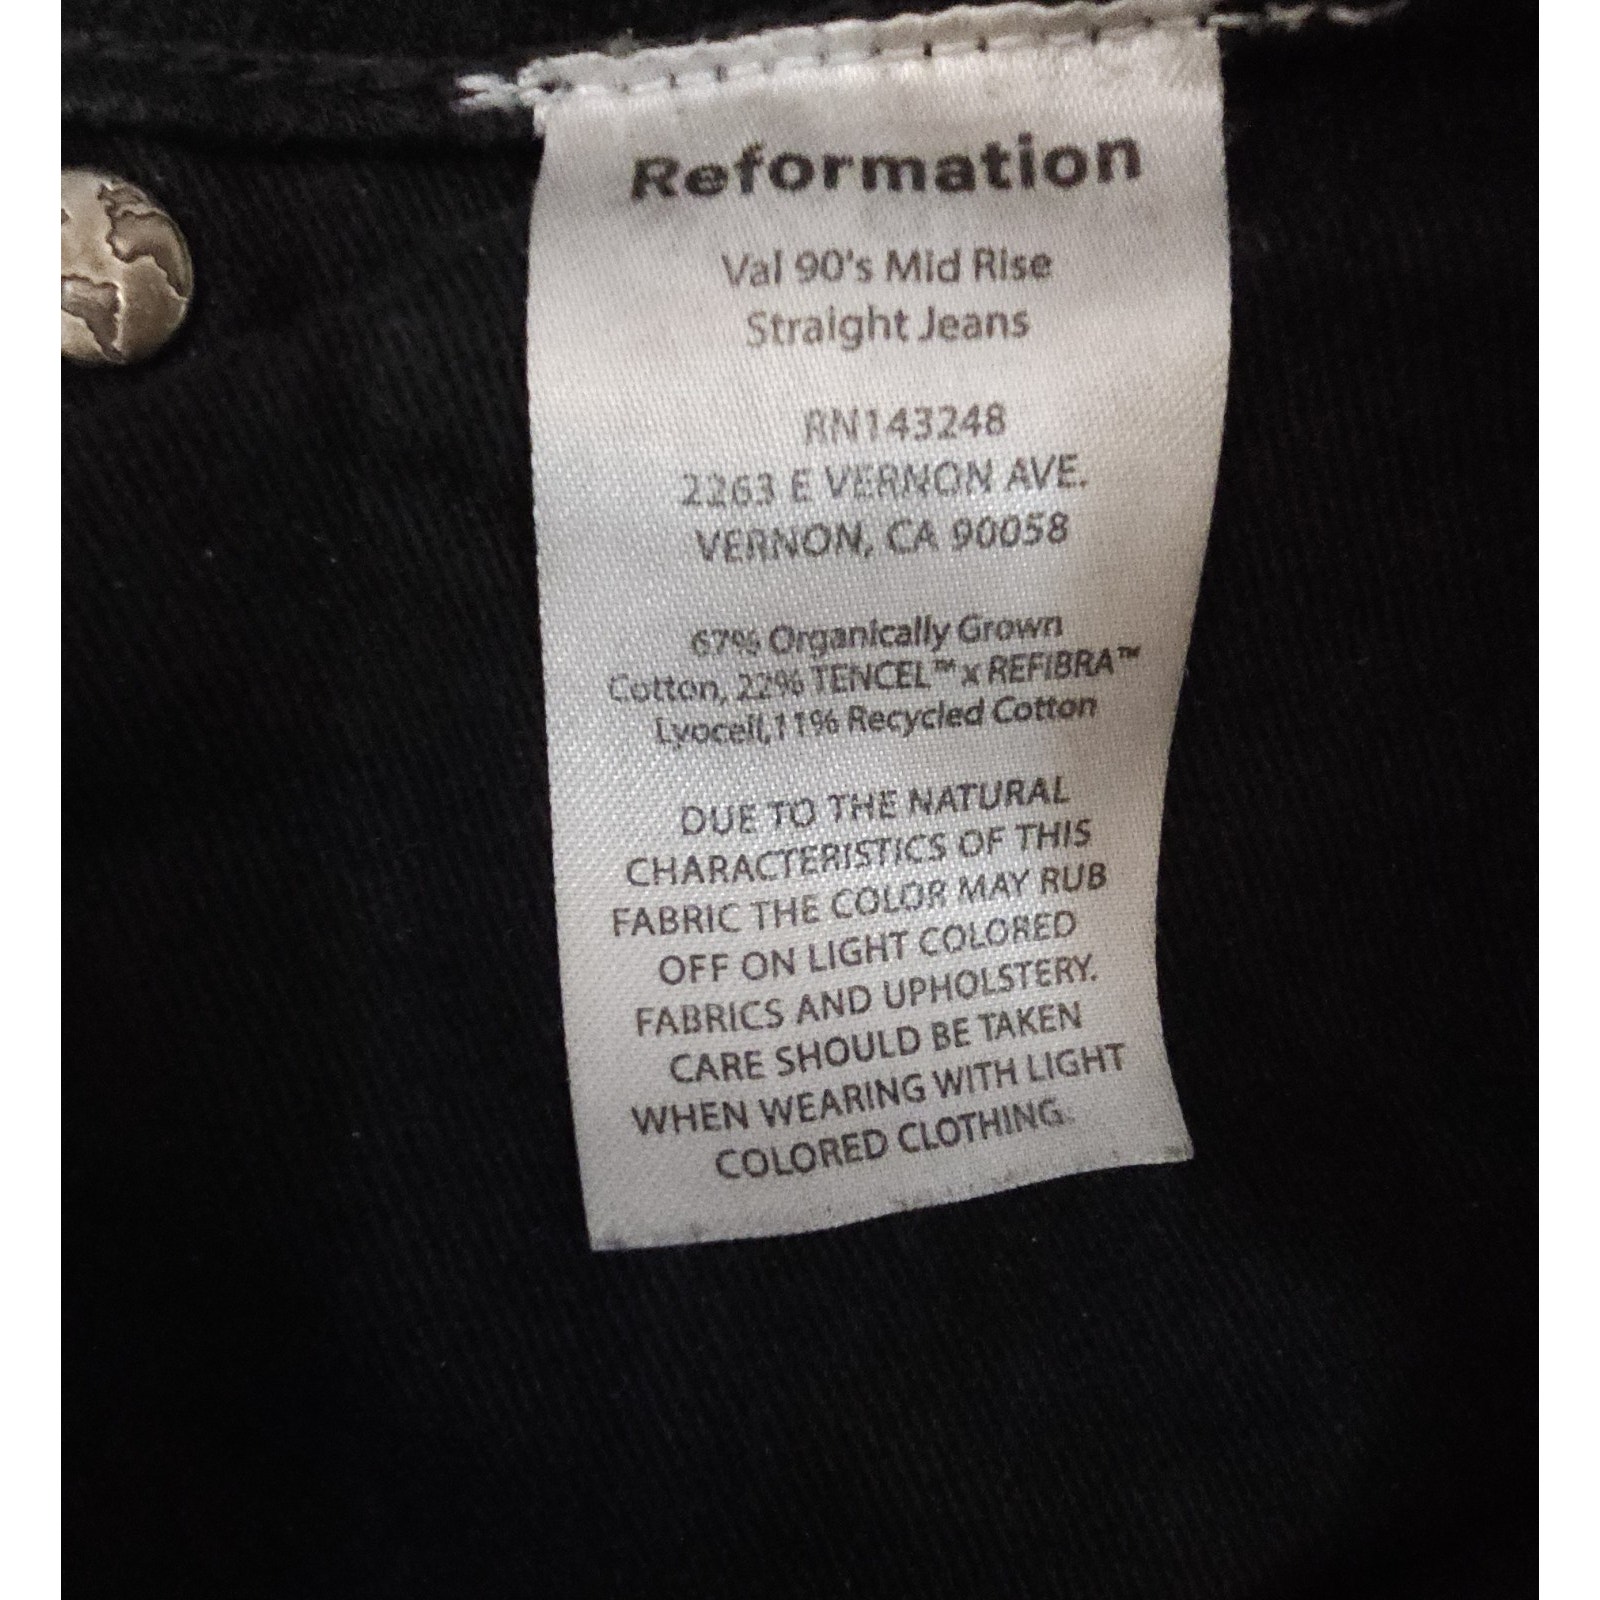 Reformation
Val 90's Mid Rise
Straight Jeans
RN143248
2263 E VERNON AVE.
VERNON, CA 90058
67% Organically Grown
Cotton, 22% TENCEL™ x REFIBRA™
Lyocell,11% Recycled Cotton
DUE TO THE NATURAL
CHARACTERISTICS OF THIS
FABRIC THE COLOR MAY RUB
OFF ON LIGHT COLORED
FABRICS AND UPHOLSTERY.
CARE SHOULD BE TAKEN
WHEN WEARING WITH LIGHT
COLORED CLOTHING.